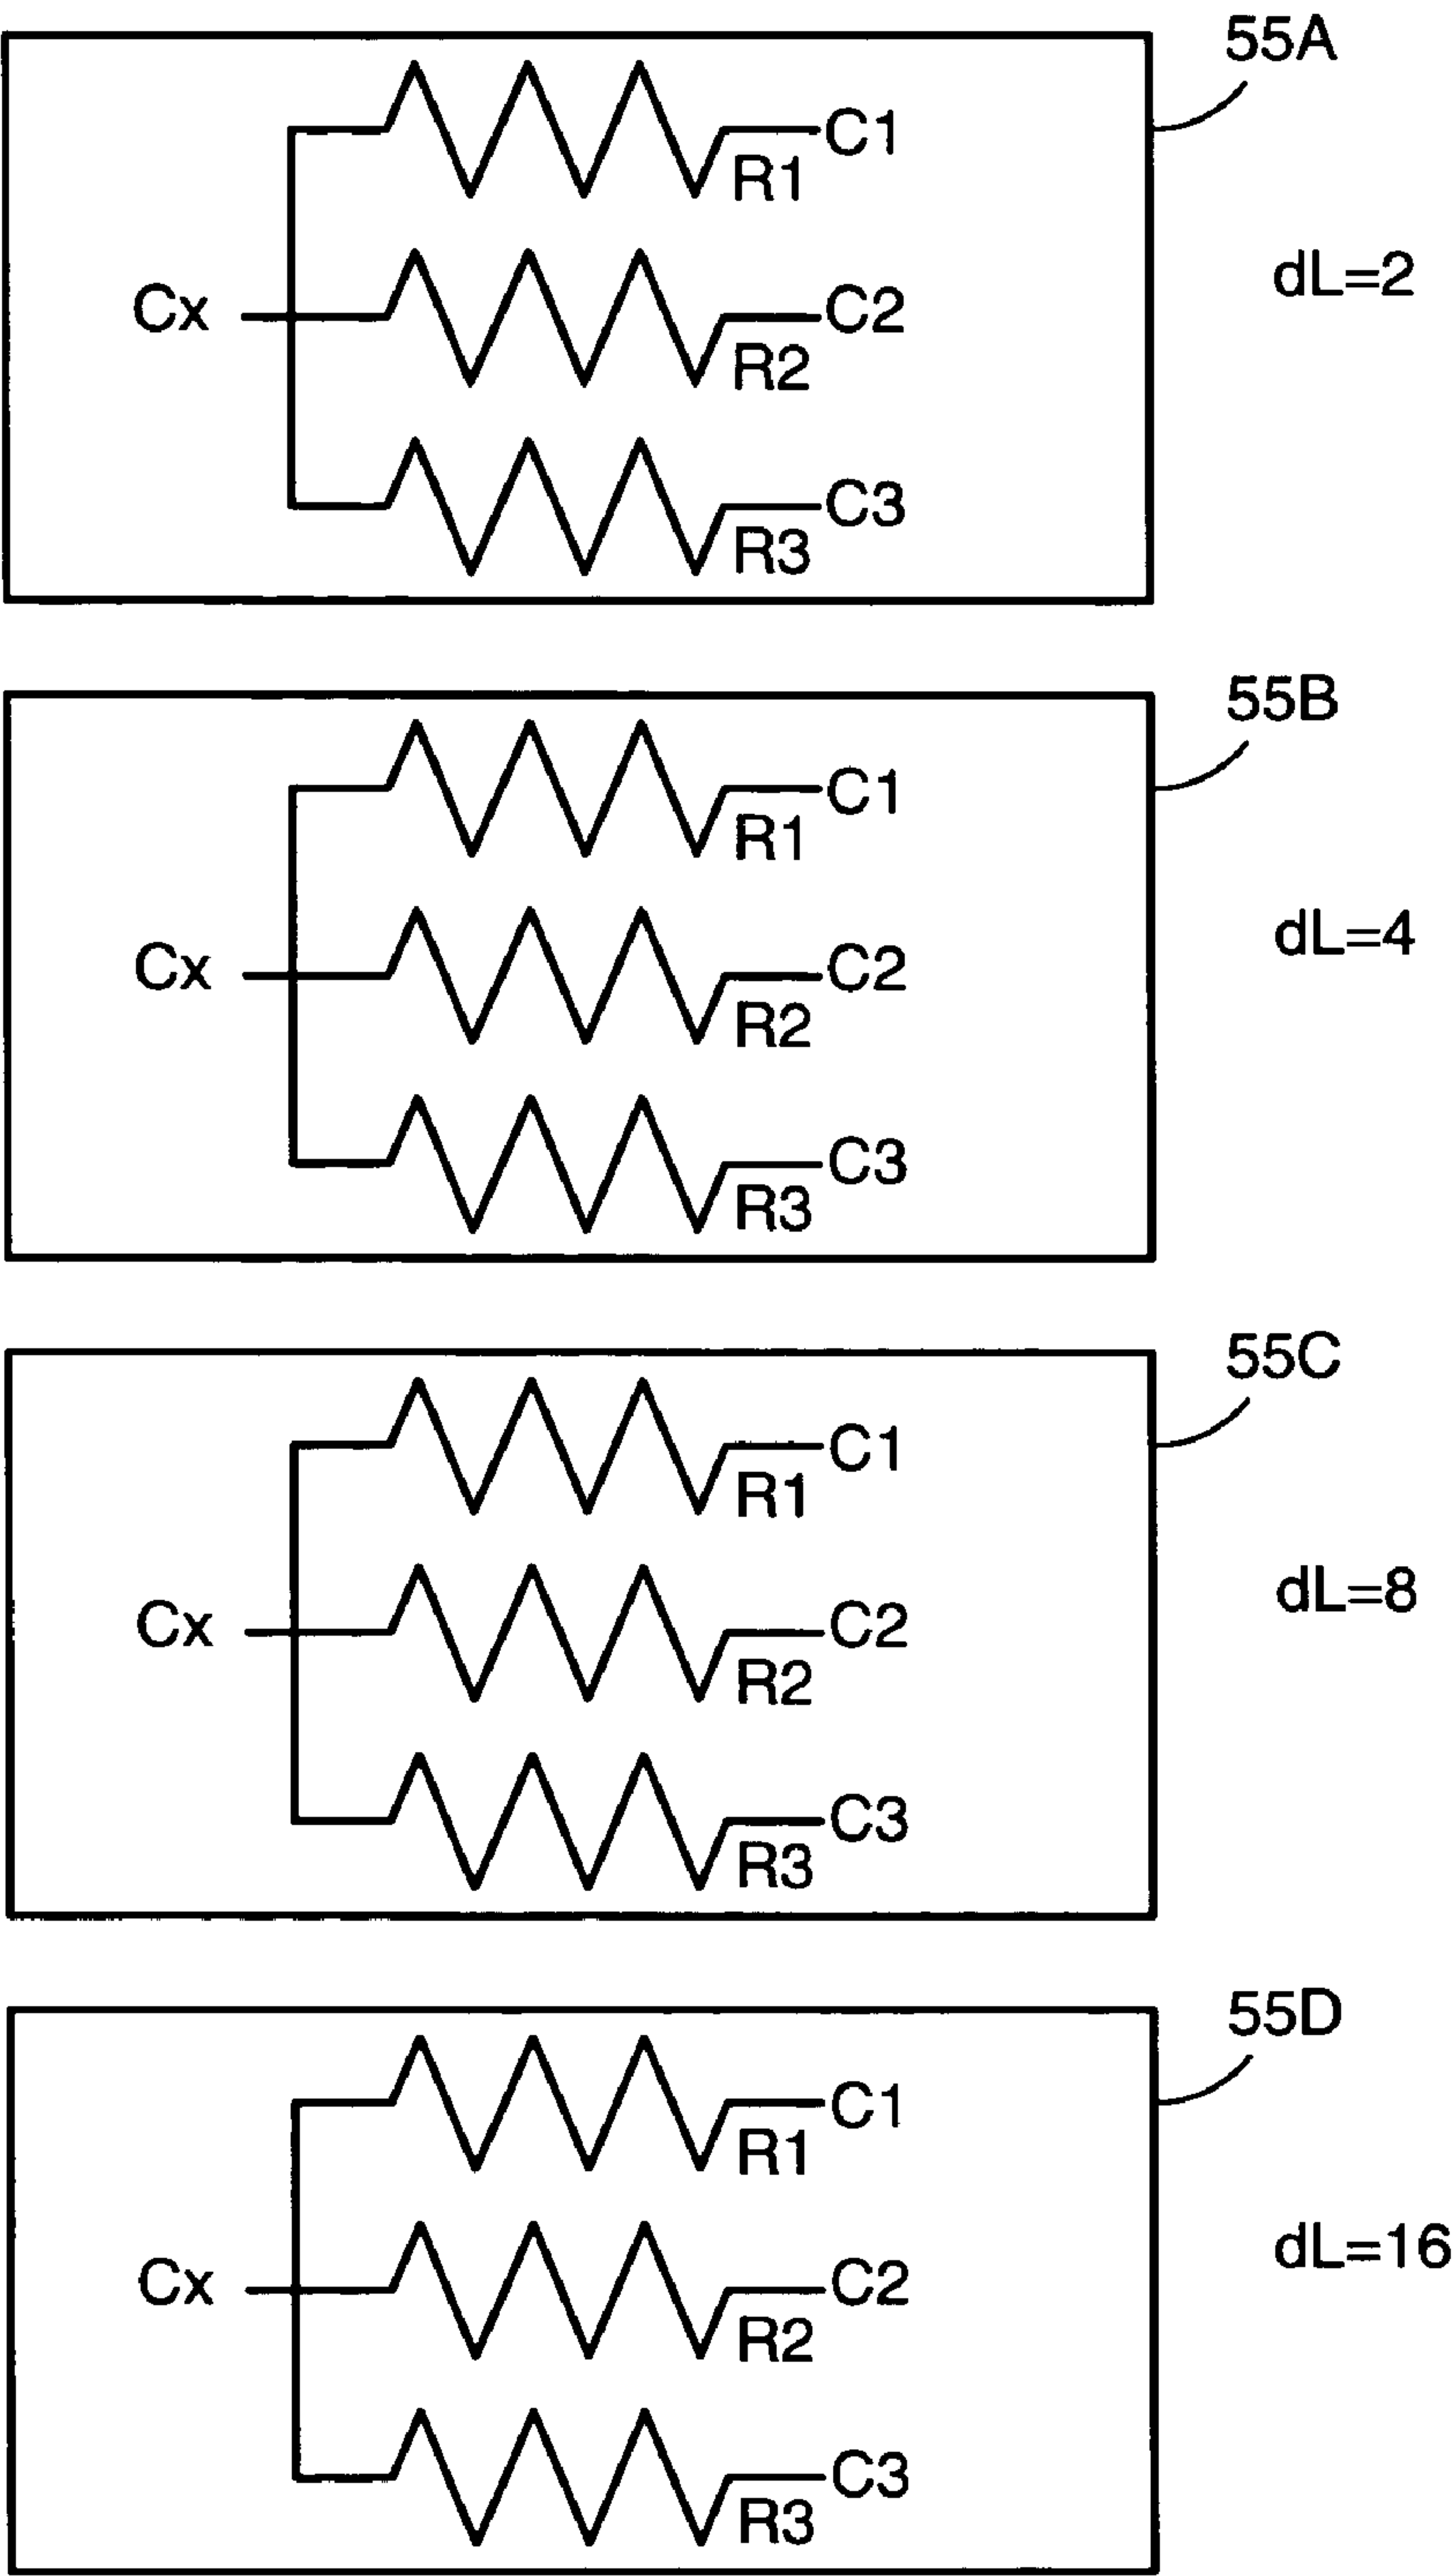 55A
C1
R1
dL=2
Cx
C2
R2
C3
R3
55B
C1
R1
dL=4
Cx
C2
R2
C3
R3
55C
C1
R1
dL=8
Cx
C2
R2
C3
R3
55D
C1
R1
dL=16
Cx
C2
R2
C3
R3